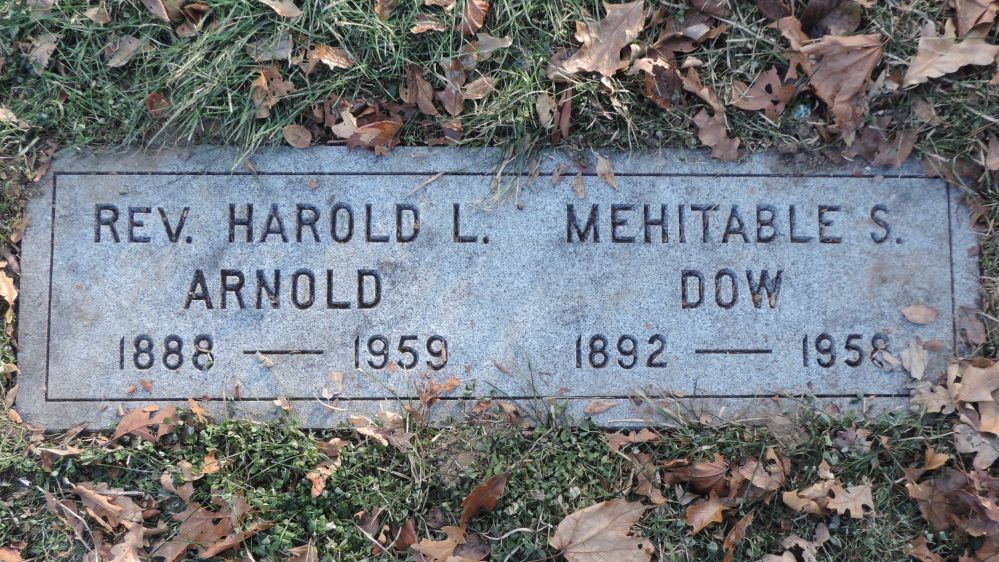 REV. HAROLD L.
ARNOLD
1888 — 1959
MEHITABLE S.
DOW
1892 — 1958